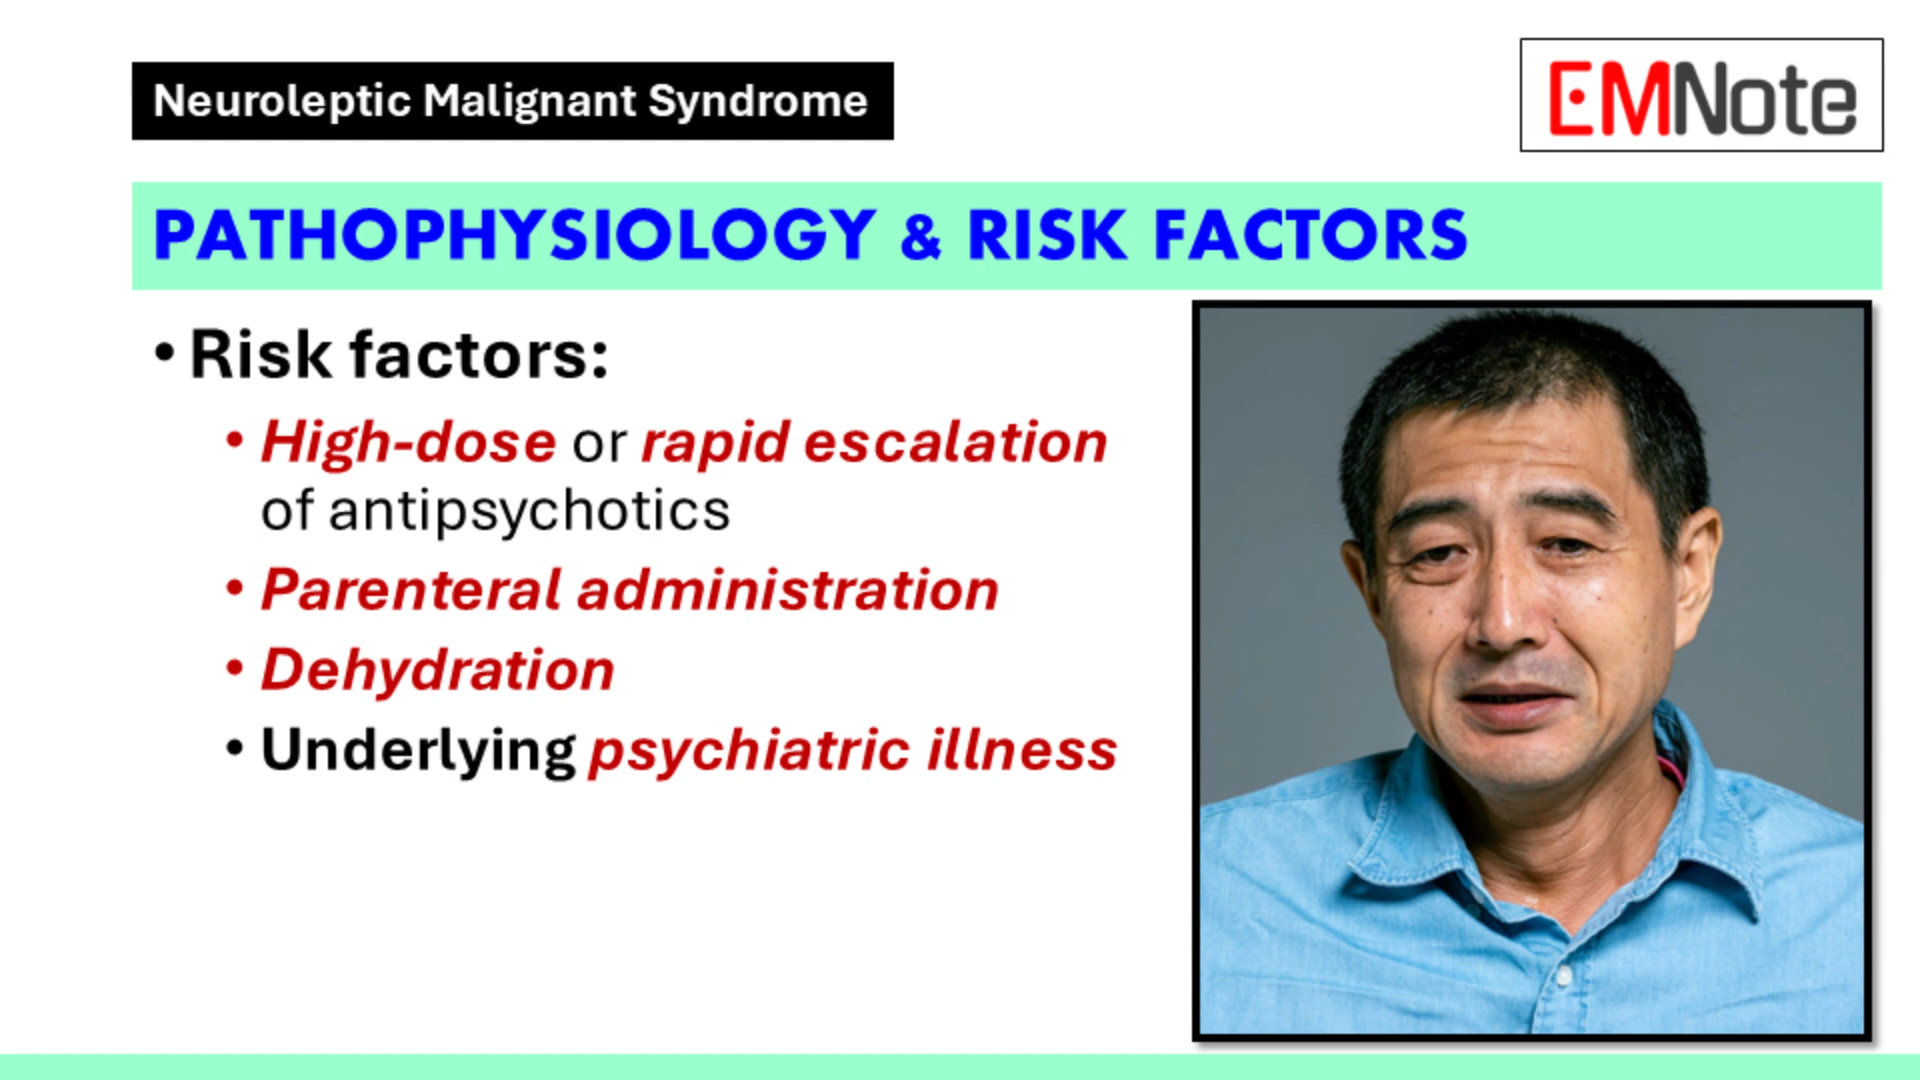 Neuroleptic Malignant Syndrome
EMNote
PATHOPHYSIOLOGY & RISK FACTORS
• Risk factors:
• High-dose or rapid escalation
of antipsychotics
• Parenteral administration
• Dehydration
• Underlying psychiatric illness